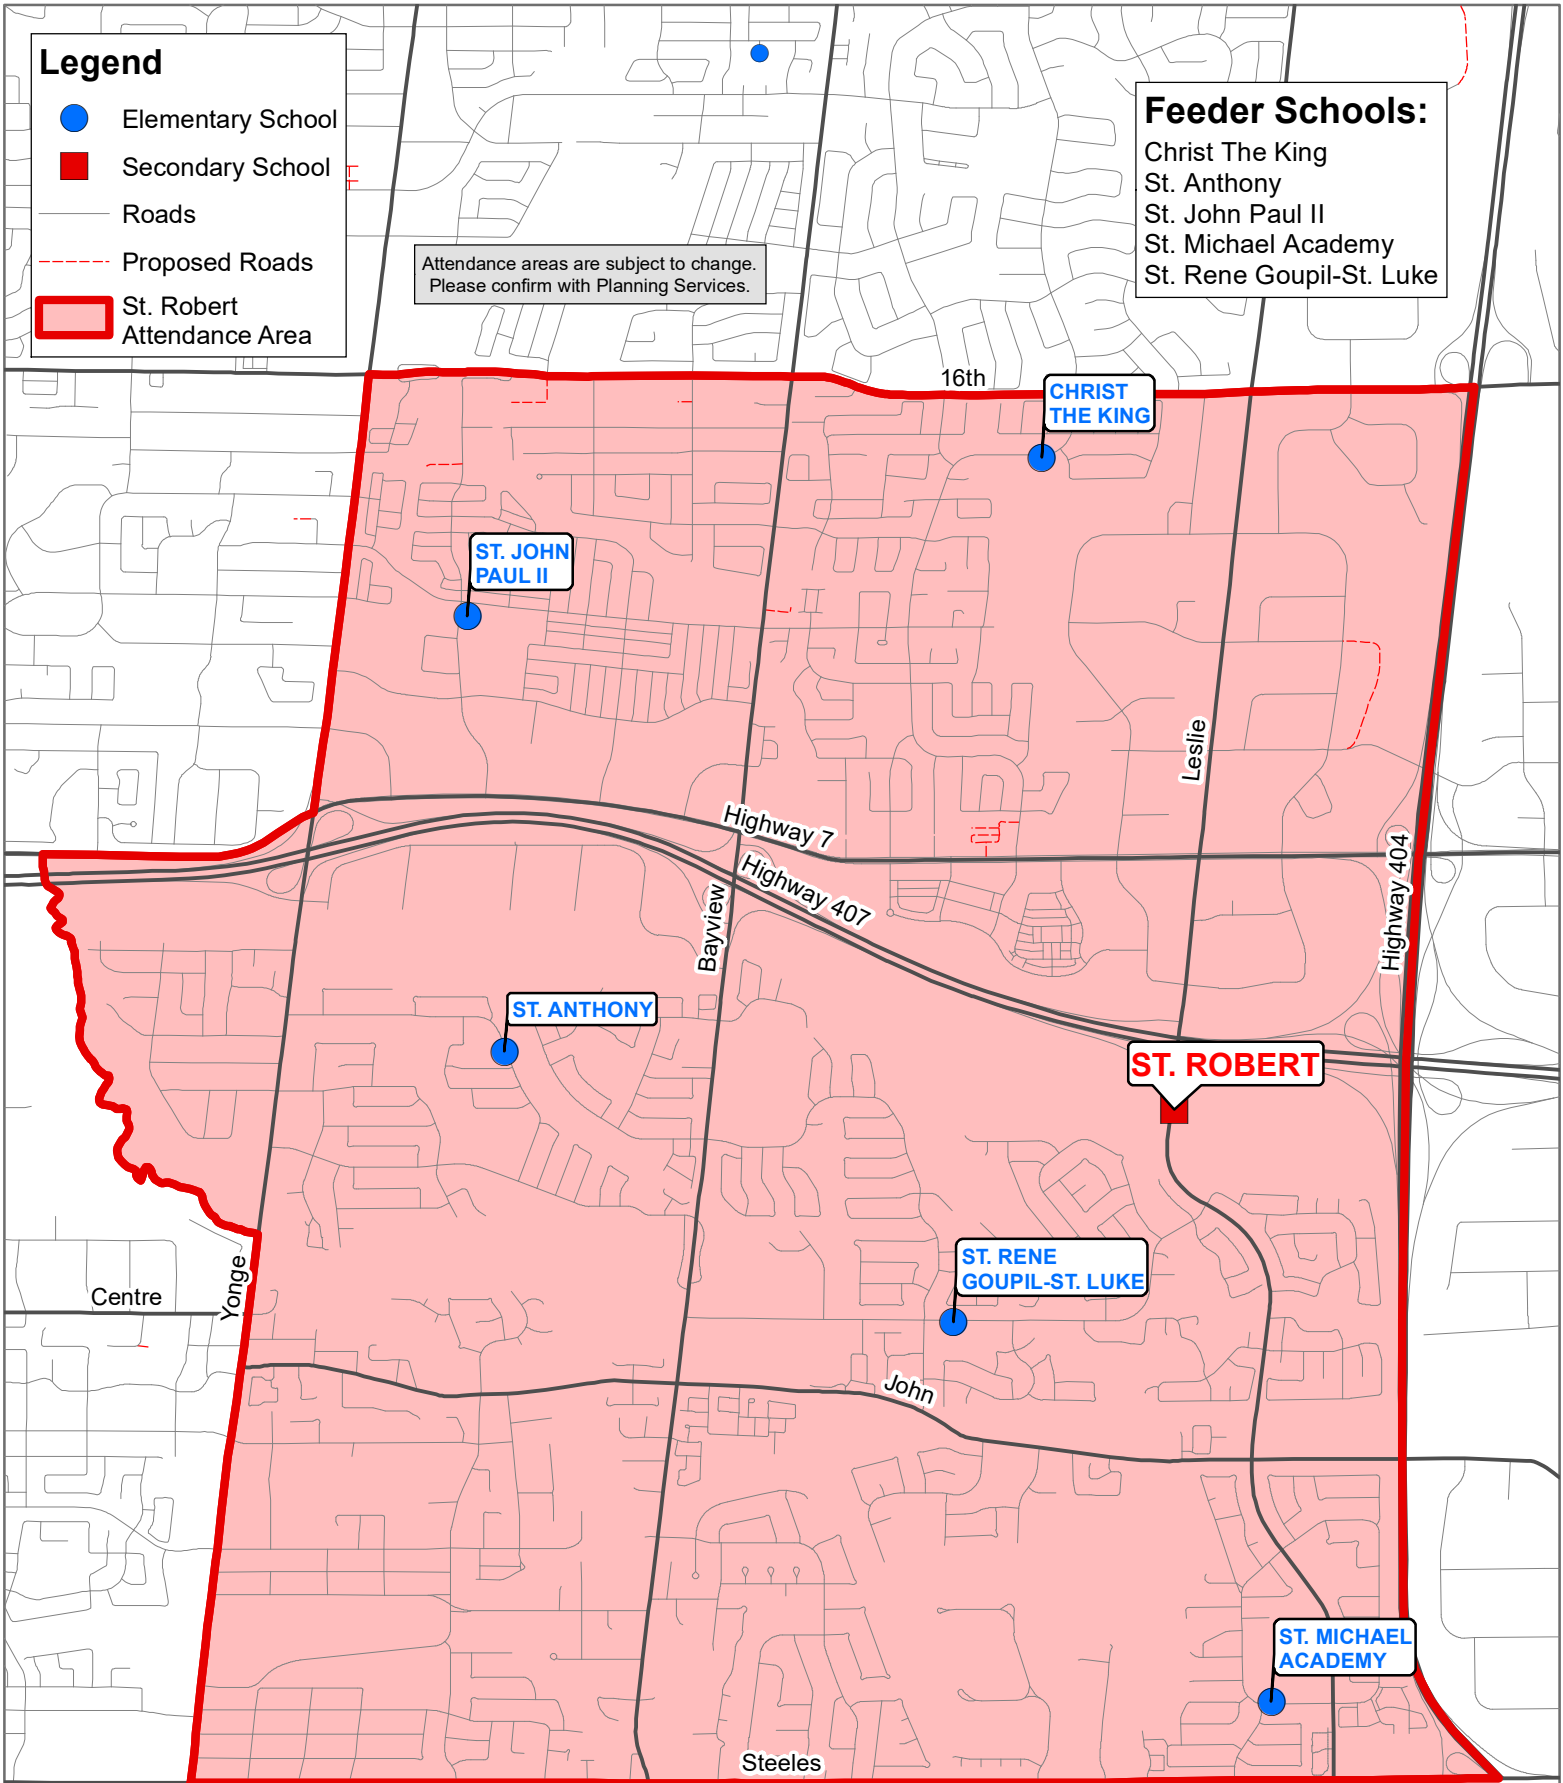 Legend
Elementary School
Secondary School
Roads
Proposed Roads
St. Robert
Attendance Area
Attendance areas are subject to change.
Please confirm with Planning Services.
Feeder Schools:
Christ The King
St. Anthony
St. John Paul II
St. Michael Academy
St. Rene Goupil-St. Luke
16th
CHRIST
THE KING
ST. JOHN
PAUL II
Leslie
Highway 7
Highway 407
Highway 404
Bayview
ST. ANTHONY
ST. ROBERT
ST. RENE
GOUPIL-ST. LUKE
Yonge
Centre
John
ST. MICHAEL
ACADEMY
Steeles